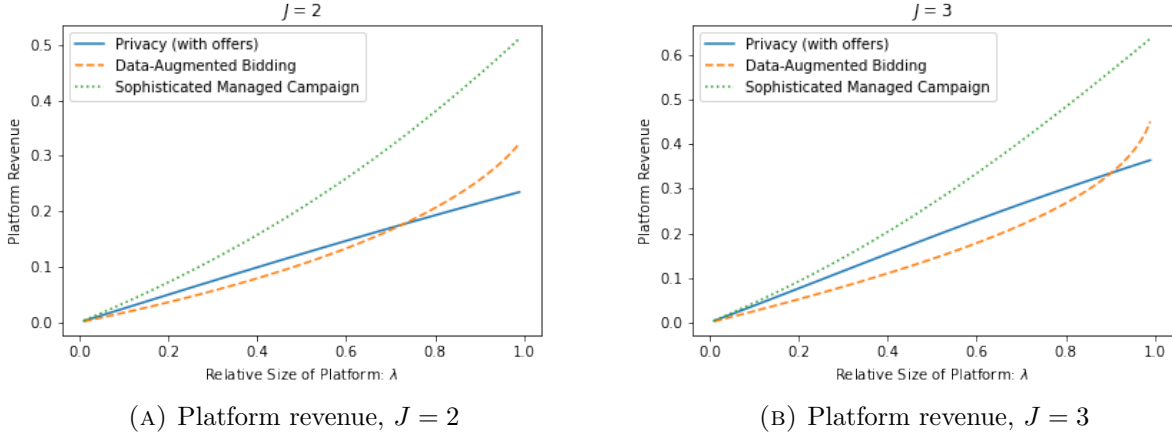 J = 2
0.5
0.4
0.3
0.2
0.1
0.0
Platform Revenue
Privacy (with offers)
Data-Augmented Bidding
Sophisticated Managed Campaign
0.0 0.2 0.4 0.6 0.8 1.0
Relative Size of Platform: λ
(A) Platform revenue, J = 2
J = 3
0.6
0.5
0.4
0.3
0.2
0.1
0.0
Platform Revenue
Privacy (with offers)
Data-Augmented Bidding
Sophisticated Managed Campaign
0.0 0.2 0.4 0.6 0.8 1.0
Relative Size of Platform: λ
(B) Platform revenue, J = 3